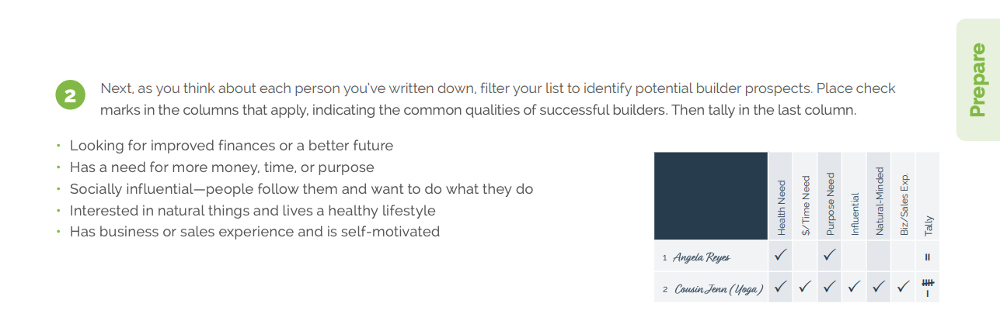 Prepare
2 Next, as you think about each person you've written down, filter your list to identify potential builder prospects. Place check
marks in the columns that apply, indicating the common qualities of successful builders. Then tally in the last column.
• Looking for improved finances or a better future
• Has a need for more money, time, or purpose
• Socially influential—people follow them and want to do what they do
• Interested in natural things and lives a healthy lifestyle
• Has business or sales experience and is self-motivated
Health Need
$/Time Need
Purpose Need
Influential
Natural-Minded
Biz/Sales Exp.
Tally
1 Angela Reyes ✓ ✓ II
2 Cousin Jenn (Yoga) ✓ ✓ ✓ ✓ ✓ ✓ 卌 I